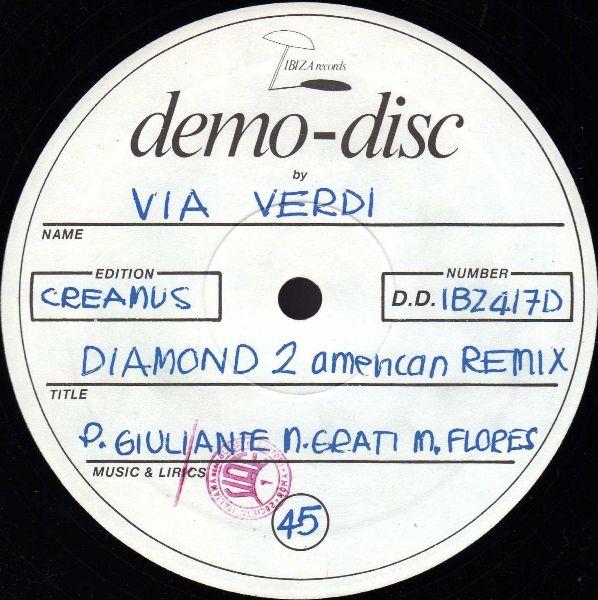 IBIZA records
demo-disc
by
VIA VERDI
NAME
EDITION
CREAMUS
NUMBER
D.D. IBZ417D
DIAMOND 2 american REMIX
TITLE
P. GIULIANTE N. GRATI M. FLORES
MUSIC & LIRICS
45